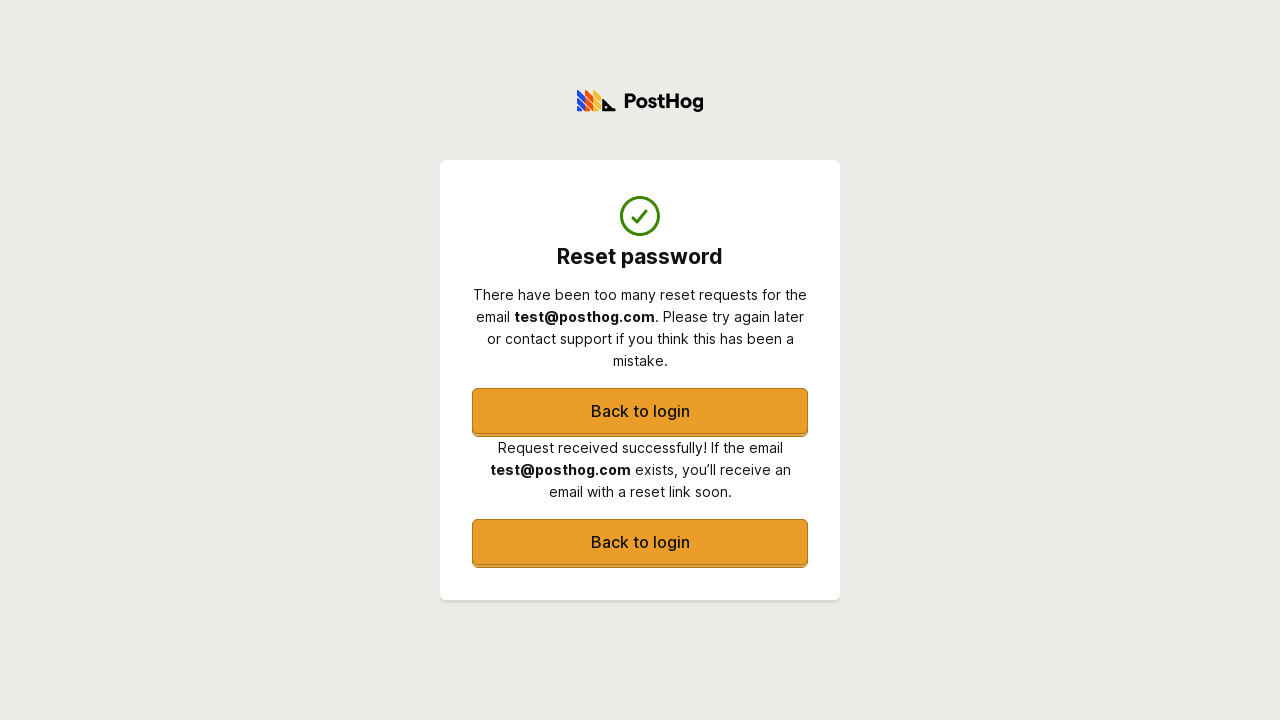 PostHog
Reset password
There have been too many reset requests for the
email test@posthog.com. Please try again later
or contact support if you think this has been a
mistake.
Back to login
Request received successfully! If the email
test@posthog.com exists, you’ll receive an
email with a reset link soon.
Back to login